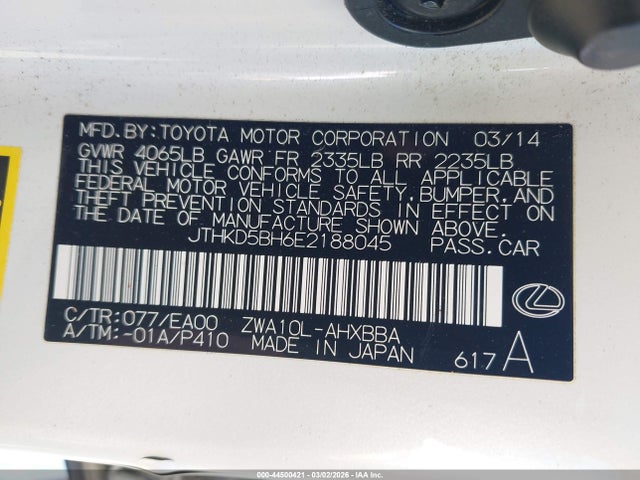 MFD.BY:TOYOTA MOTOR CORPORATION 03/14
GVWR 4065LB GAWR FR 2335LB RR 2235LB
THIS VEHICLE CONFORMS TO ALL APPLICABLE
FEDERAL MOTOR VEHICLE SAFETY,BUMPER,AND
THEFT PREVENTION STANDARDS IN EFFECT ON
THE DATE OF MANUFACTURE SHOWN ABOVE.
JTHKD5BH6E2188045 PASS.CAR
C/TR:077/EA00 ZWA10L-AHXBBA
A/TM:-01A/P410 MADE IN JAPAN 617A
000-44500421 - 03/02/2026 - IAA Inc.